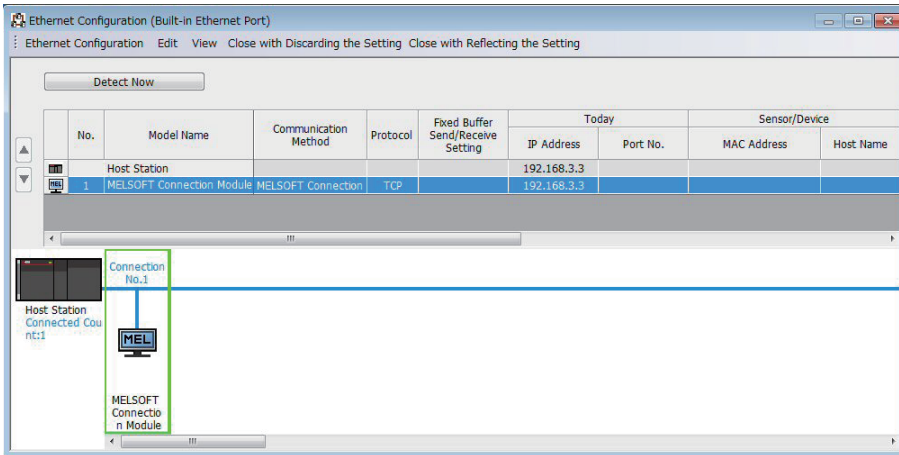 Ethernet Configuration (Built-in Ethernet Port)
Ethernet Configuration Edit View Close with Discarding the Setting Close with Reflecting the Setting
Detect Now
No. Model Name Communication Method Protocol Fixed Buffer Send/Receive Setting Today Sensor/Device
IP Address Port No. MAC Address Host Name
Host Station 192.168.3.3
1 MELSOFT Connection Module MELSOFT Connection TCP 192.168.3.3
Connection
No.1
Host Station
Connected Cou
nt:1
MEL
MELSOFT
Connectio
n Module